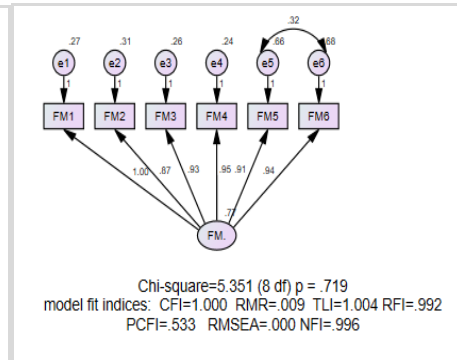 .32
.27 .31 .26 .24 .66 .68
e1 e2 e3 e4 e5 e6
1 1 1 1 1 1
FM1 FM2 FM3 FM4 FM5 FM6
1.00 .87 .93 .95 .91 .94
.77
FM.
Chi-square=5.351 (8 df) p = .719
model fit indices: CFI=1.000 RMR=.009 TLI=1.004 RFI=.992
PCFI=.533 RMSEA=.000 NFI=.996